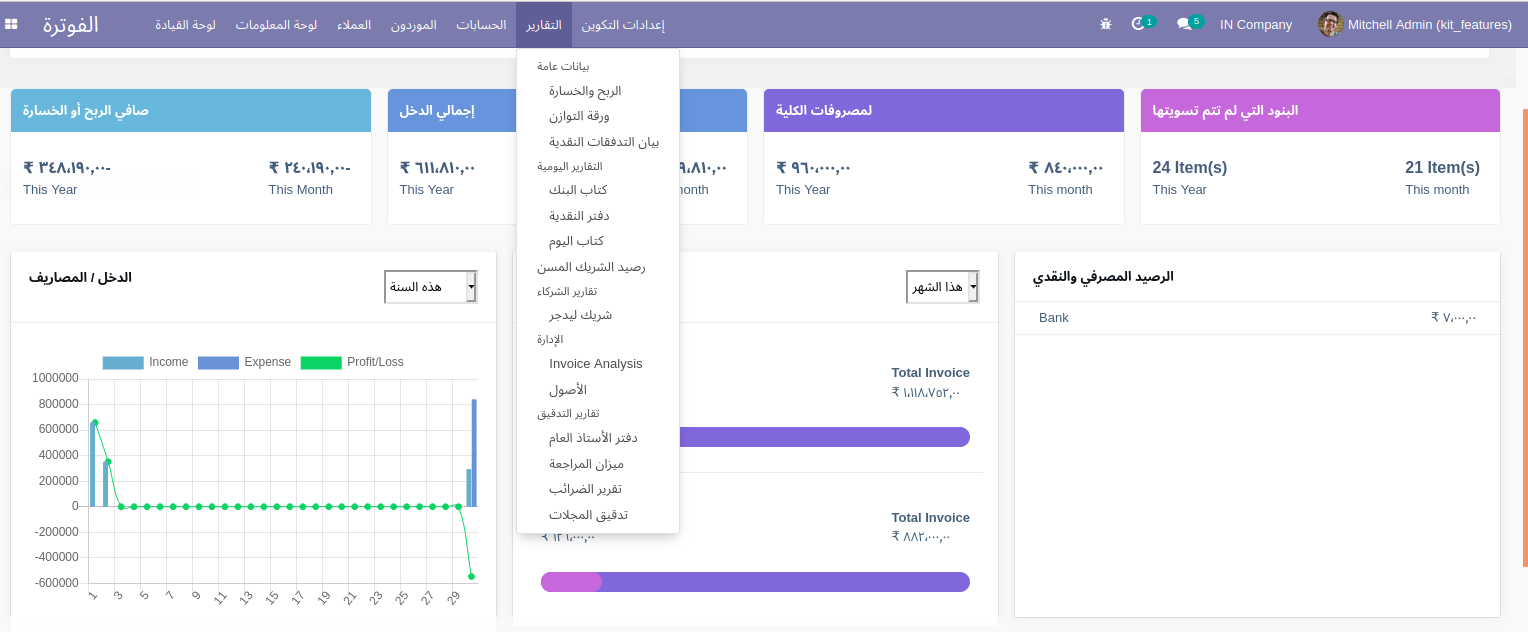 الفوترة
لوحة القيادة
لوحة المعلومات
العملاء
الموردون
الحسابات
التقارير
إعدادات التكوين
1
5
IN Company
Mitchell Admin (kit_features)
بيانات عامة
الربح والخسارة
ورقة التوازن
بيان التدفقات النقدية
التقارير اليومية
كتاب البنك
دفتر النقدية
كتاب اليوم
رصيد الشريك المسن
تقارير الشركاء
شريك ليدجر
الإدارة
Invoice Analysis
الأصول
تقارير التدقيق
دفتر الأستاذ العام
ميزان المراجعة
تقرير الضرائب
تدقيق المجلات
صافي الربح أو الخسارة
₹ ٣٤٨،١٩٠,٠٠-
This Year
₹ ٢٤٠،١٩٠,٠٠-
This Month
إجمالي الدخل
₹ ٦١١،٨١٠,٠٠
This Year
٩،٨١٠,٠٠
month
لمصروفات الكلية
₹ ٩٦٠،٠٠٠,٠٠
This Year
₹ ٨٤٠،٠٠٠,٠٠
This month
البنود التي لم تتم تسويتها
24 Item(s)
This Year
21 Item(s)
This month
الدخل / المصاريف
هذه السنة
Income
Expense
Profit/Loss
1000000
800000
600000
400000
200000
0
-200000
-400000
-600000
1 3 5 7 9 11 13 15 17 19 21 23 25 27 29
هذا الشهر
Total Invoice
₹ ١،١١٨،٧٥٢,٠٠
Total Invoice
₹ ٨٨٢،٠٠٠,٠٠
الرصيد المصرفي والنقدي
Bank
₹ ٧،٠٠٠,٠٠